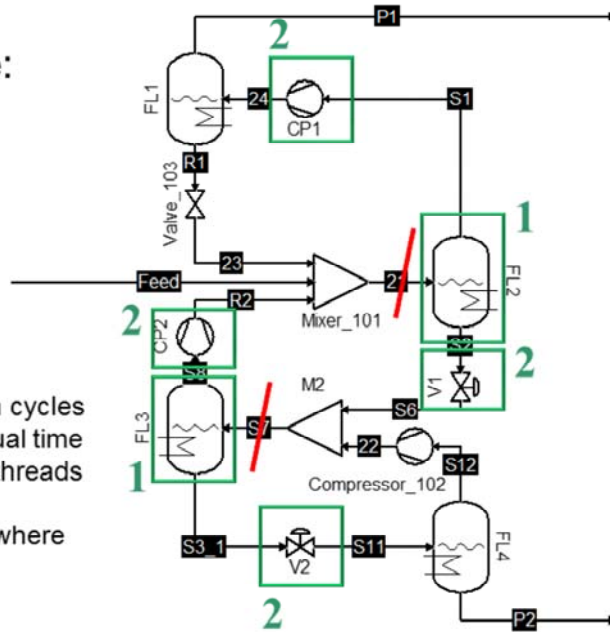 P1
e:
2
24
CP1
S1
FL1
R1
Valve_103
1
23
Feed
21
FL2
R2
Mixer_101
2
CP2
S2
S8
M2
V1
2
n cycles
S6
ual time
FL3
S7
22
threads
S12
1
Compressor_102
where
S3_1
V2
S11
FL4
2
P2